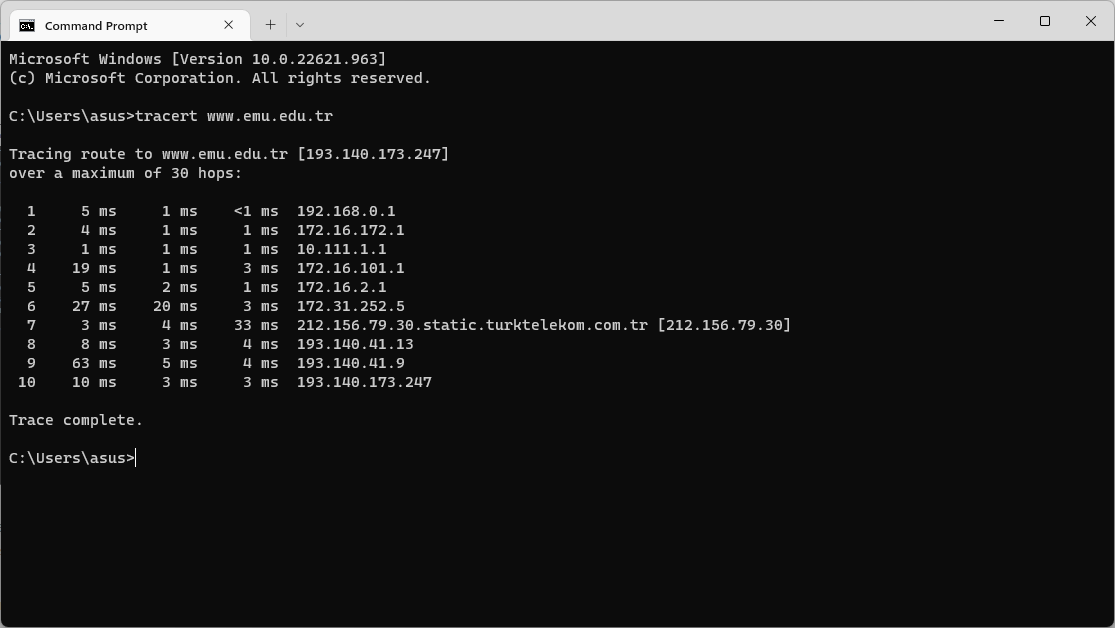 Command Prompt
Microsoft Windows [Version 10.0.22621.963]
(c) Microsoft Corporation. All rights reserved.
C:\Users\asus>tracert www.emu.edu.tr
Tracing route to www.emu.edu.tr [193.140.173.247]
over a maximum of 30 hops:
  1     5 ms     1 ms    <1 ms  192.168.0.1
  2     4 ms     1 ms     1 ms  172.16.172.1
  3     1 ms     1 ms     1 ms  10.111.1.1
  4    19 ms     1 ms     3 ms  172.16.101.1
  5     5 ms     2 ms     1 ms  172.16.2.1
  6    27 ms    20 ms     3 ms  172.31.252.5
  7     3 ms     4 ms    33 ms  212.156.79.30.static.turktelekom.com.tr [212.156.79.30]
  8     8 ms     3 ms     4 ms  193.140.41.13
  9    63 ms     5 ms     4 ms  193.140.41.9
 10    10 ms     3 ms     3 ms  193.140.173.247
Trace complete.
C:\Users\asus>